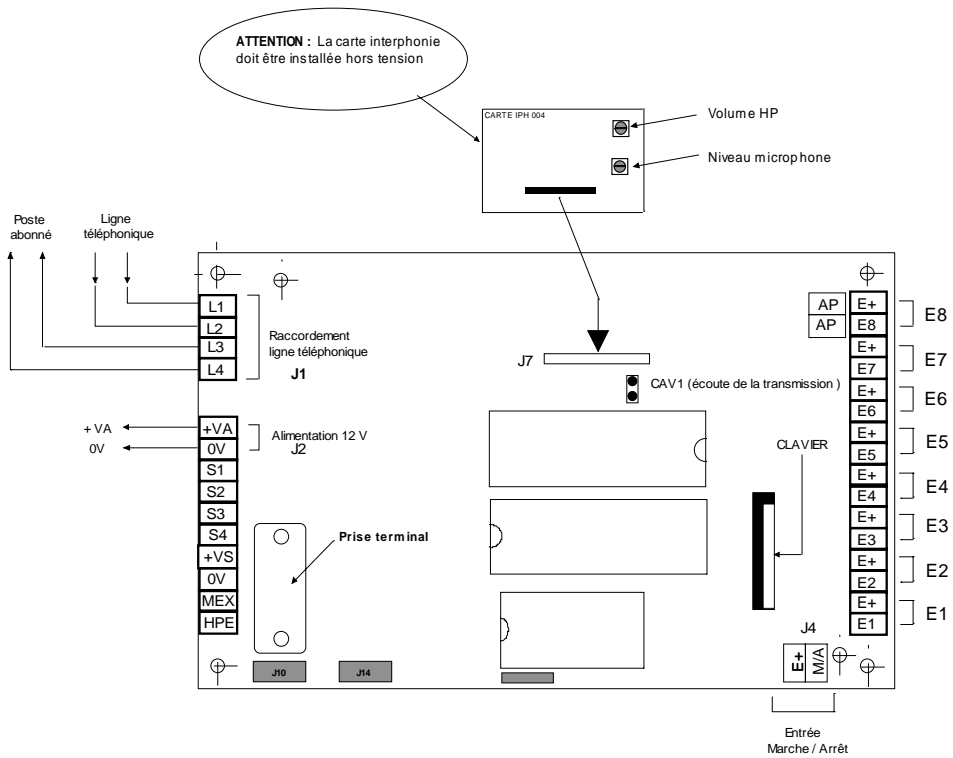 ATTENTION : La carte interphonie
doit être installée hors tension
CARTE IPH 004
Volume HP
Niveau microphone
Poste
abonné
Ligne
téléphonique
L1
L2
L3
L4
Raccordement
ligne téléphonique
J1
+ VA
0V
+VA
0V
S1
S2
S3
S4
+VS
0V
MEX
HPE
Alimentation 12 V
J2
Prise terminal
J10
J14
J7
CAV1 (écoute de la transmission )
CLAVIER
AP
AP
E+
E8
E+
E7
E+
E6
E+
E5
E+
E4
E+
E3
E+
E2
E+
E1
E8
E7
E6
E5
E4
E3
E2
E1
J4
E+
M/A
Entrée
Marche / Arrêt